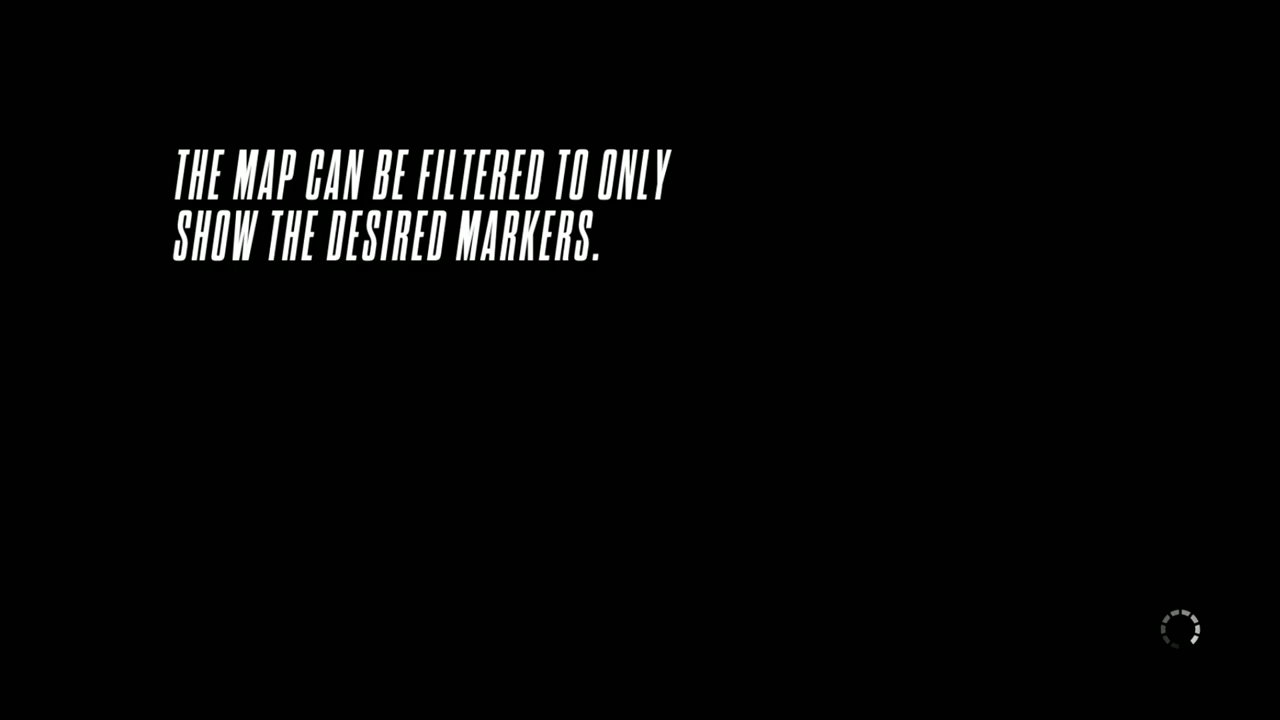 THE MAP CAN BE FILTERED TO ONLY
SHOW THE DESIRED MARKERS.